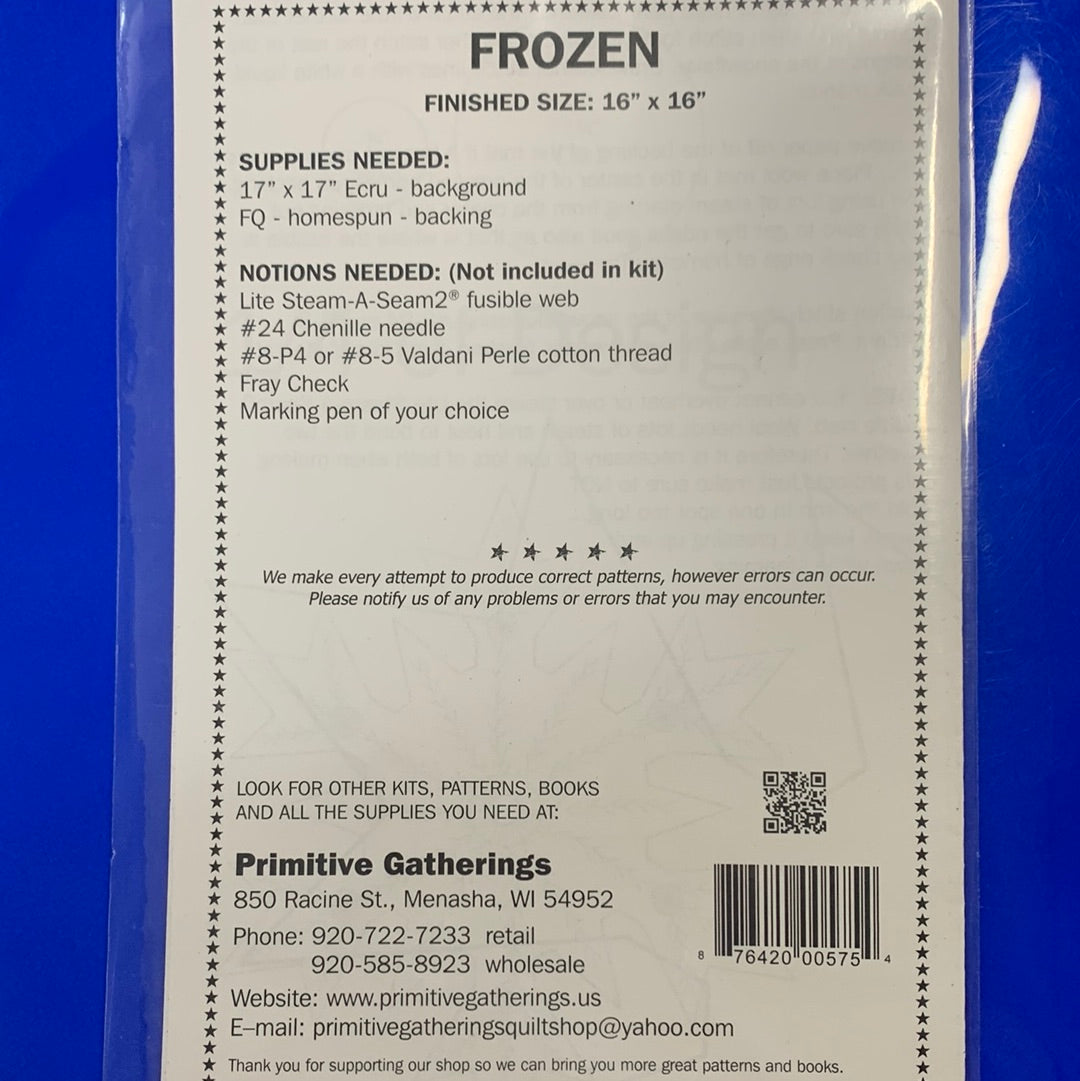 FROZEN
FINISHED SIZE: 16” x 16”
SUPPLIES NEEDED:
17” x 17” Ecru - background
FQ - homespun - backing
NOTIONS NEEDED: (Not included in kit)
Lite Steam-A-Seam2® fusible web
#24 Chenille needle
#8-P4 or #8-5 Valdani Perle cotton thread
Fray Check
Marking pen of your choice
We make every attempt to produce correct patterns, however errors can occur.
Please notify us of any problems or errors that you may encounter.
LOOK FOR OTHER KITS, PATTERNS, BOOKS
AND ALL THE SUPPLIES YOU NEED AT:
Primitive Gatherings
850 Racine St., Menasha, WI 54952
Phone: 920-722-7233 retail
920-585-8923 wholesale
8 76420 00575 4
Website: www.primitivegatherings.us
E–mail: primitivegatheringsquiltshop@yahoo.com
Thank you for supporting our shop so we can bring you more great patterns and books.